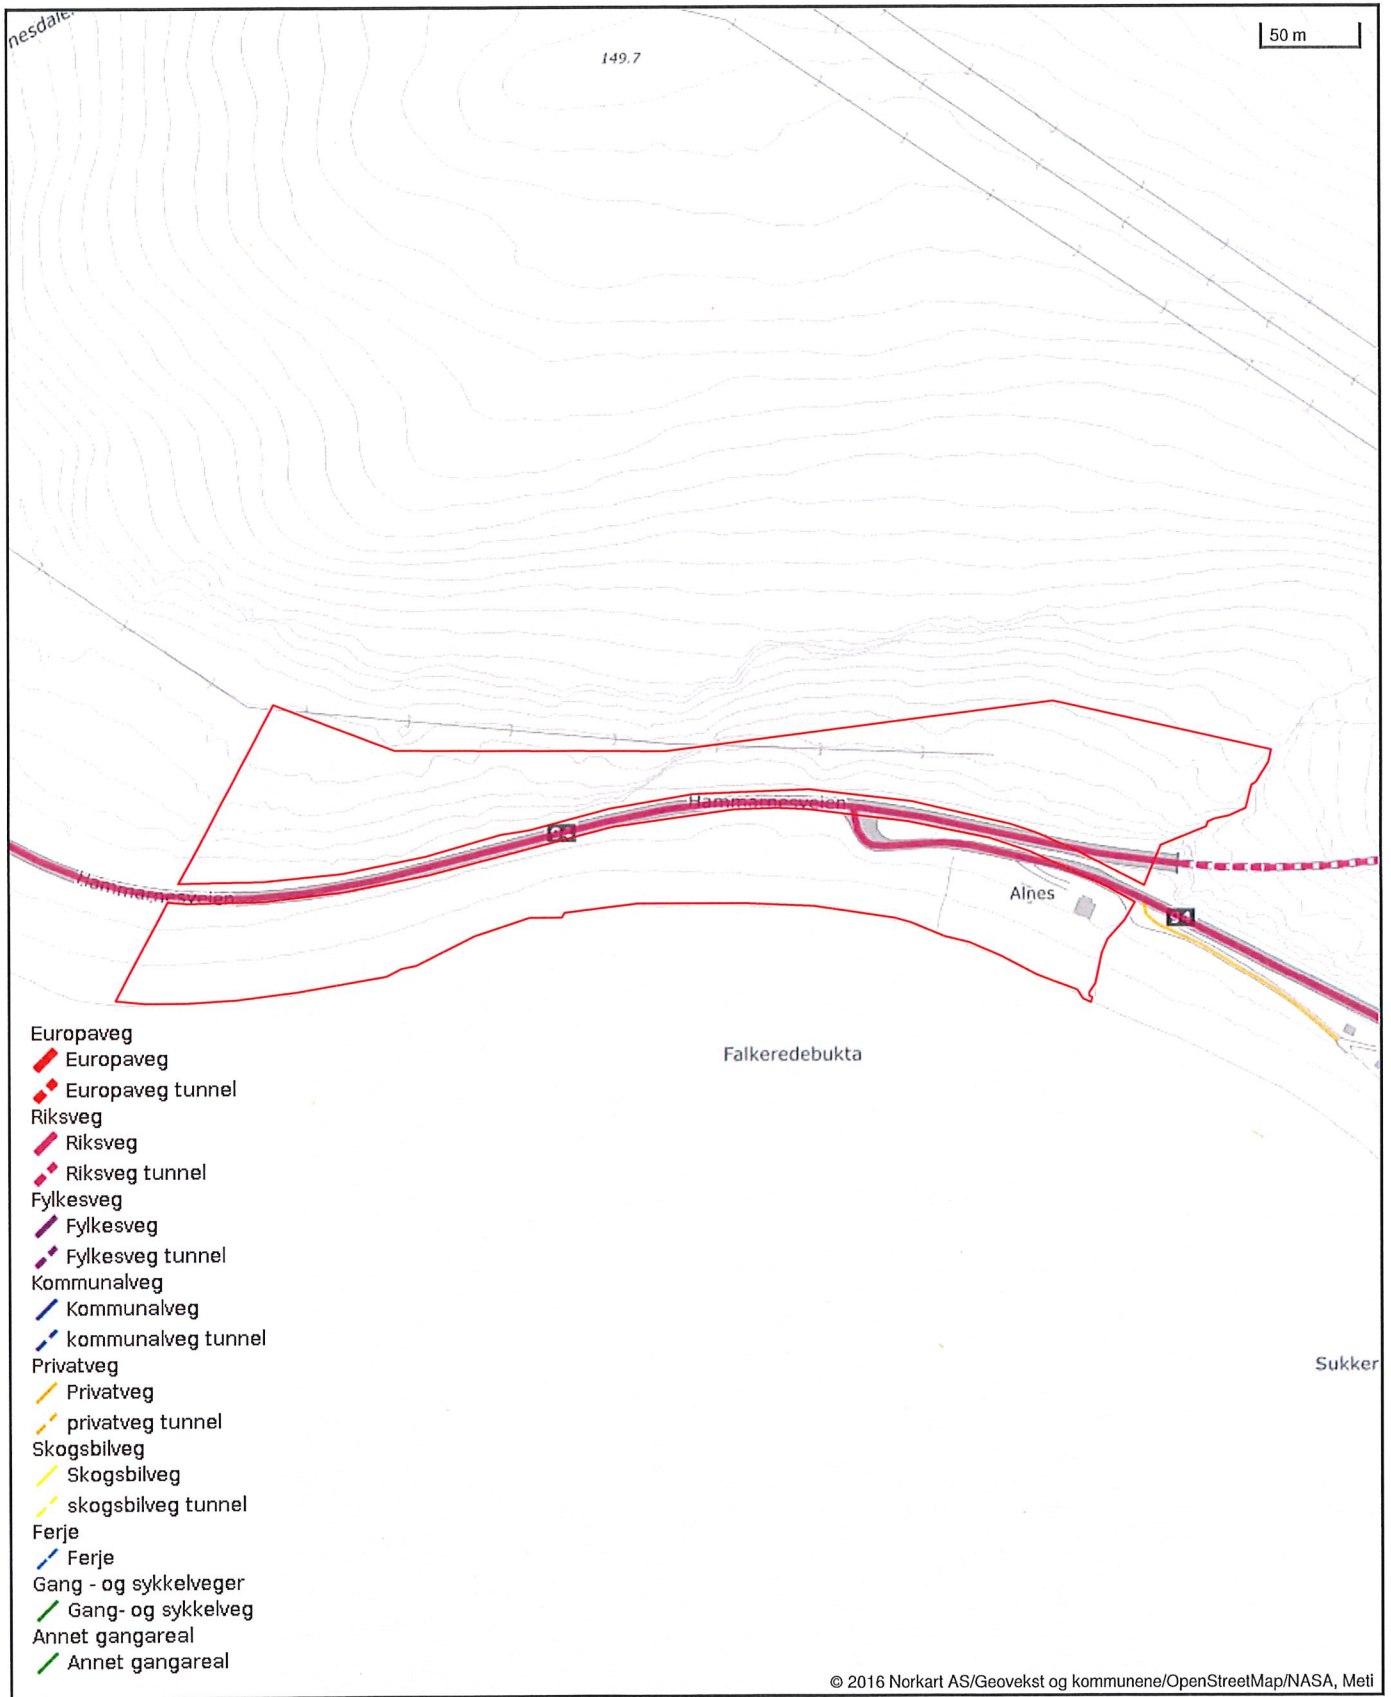 nesdale
50 m
149.7
Hammarnesveien
Hammarnesveien
94
Alnes
Falkeredebukta
Europaveg
Europaveg
Europaveg tunnel
Riksveg
Riksveg
Riksveg tunnel
Fylkesveg
Fylkesveg
Fylkesveg tunnel
Kommunalveg
Kommunalveg
kommunalveg tunnel
Privatveg
Privatveg
privatveg tunnel
Sukker
Skogsbilveg
Skogsbilveg
skogsbilveg tunnel
Ferje
Ferje
Gang - og sykkelveger
Gang- og sykkelveg
Annet gangareal
Annet gangareal
© 2016 Norkart AS/Geovekst og kommunene/OpenStreetMap/NASA, Meti